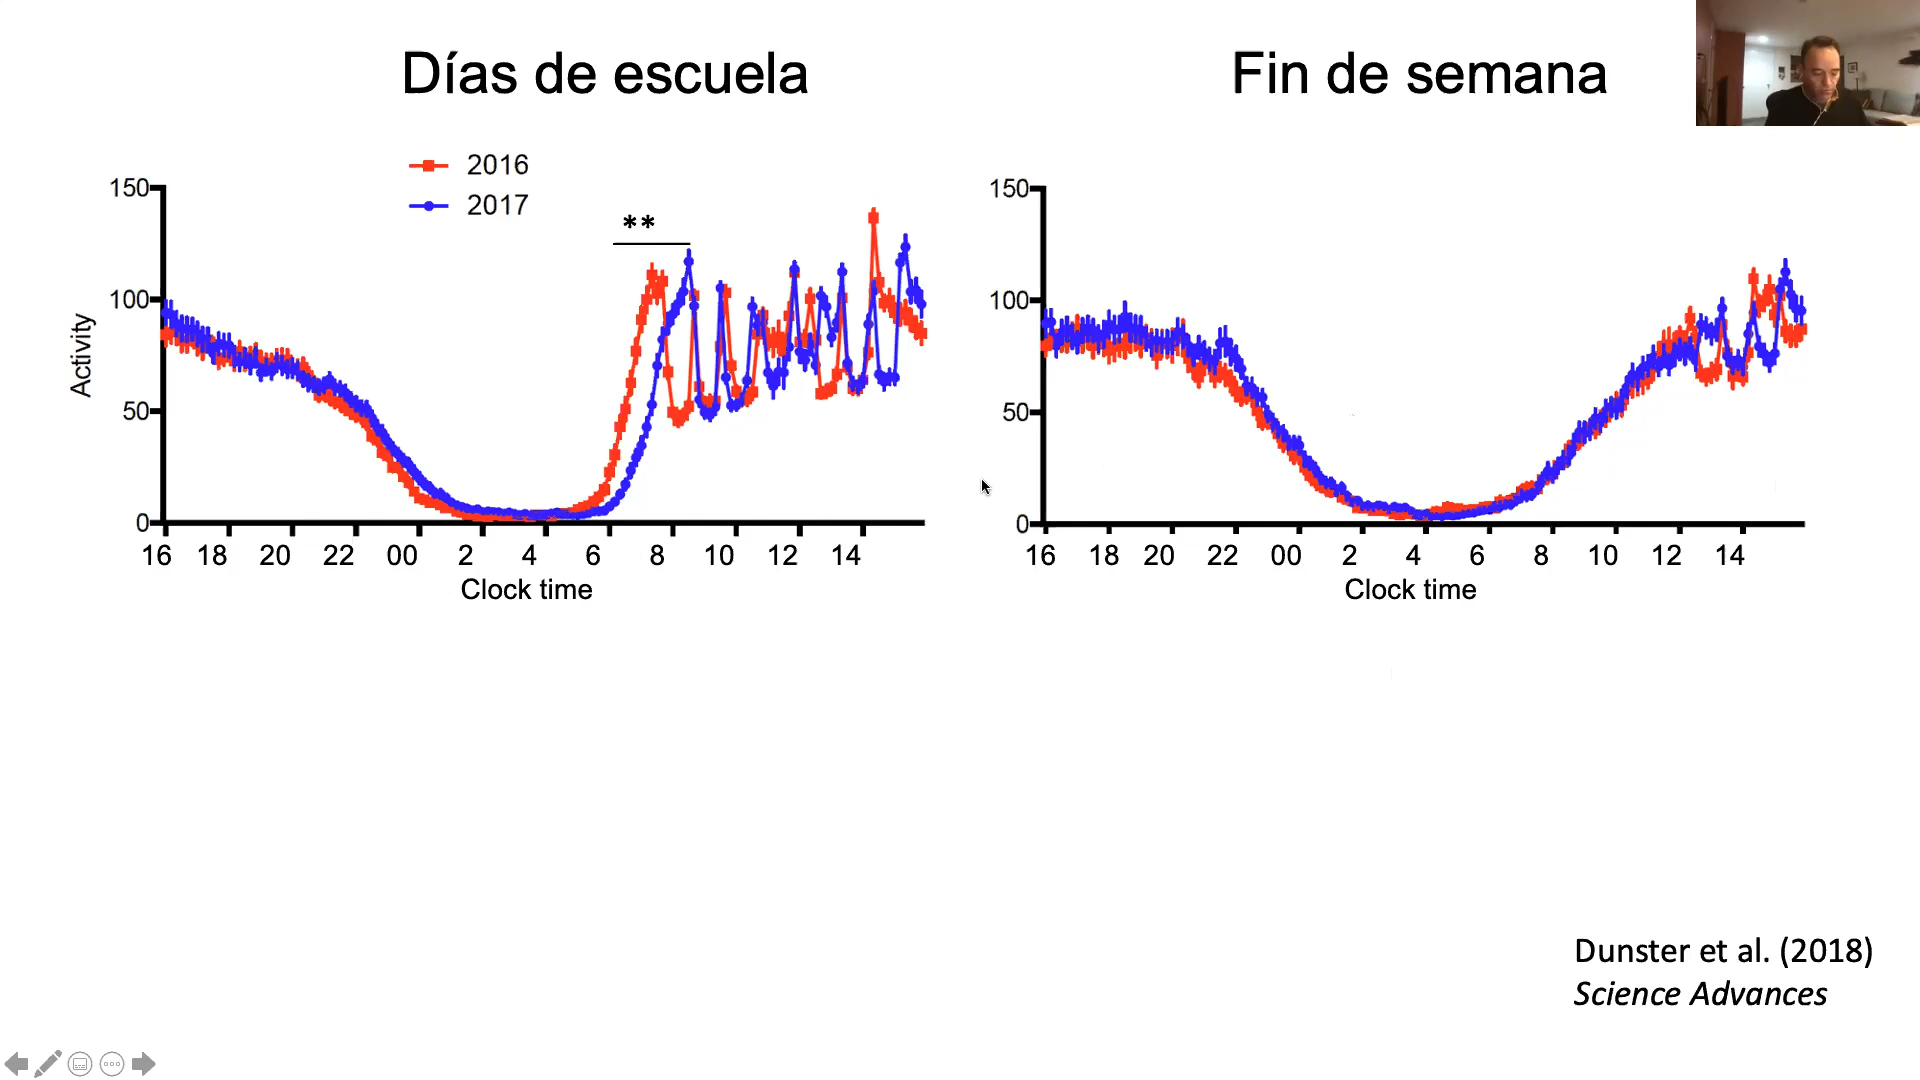 Días de escuela
Fin de semana
2016
2017
**
150
100
50
0
Activity
16 18 20 22 00 2 4 6 8 10 12 14
Clock time
150
100
50
0
16 18 20 22 00 2 4 6 8 10 12 14
Clock time
Dunster et al. (2018)
Science Advances